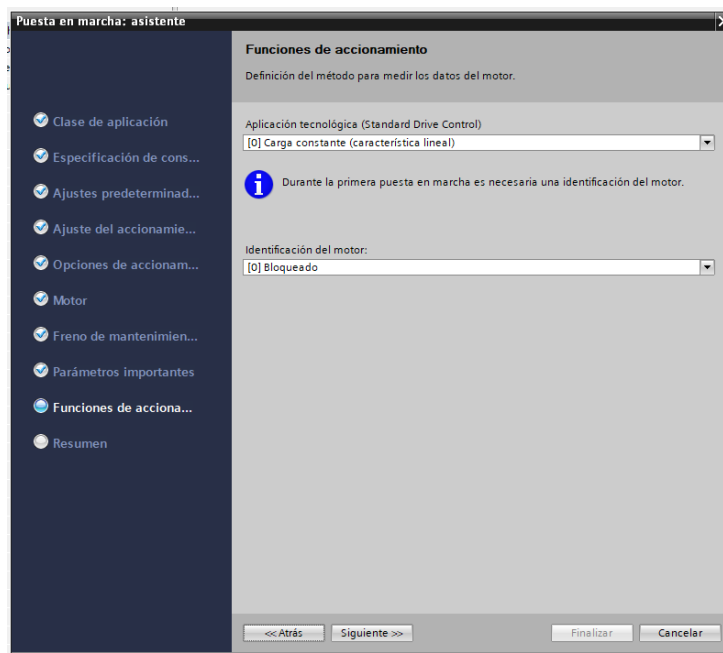 Puesta en marcha: asistente
Funciones de accionamiento
Definición del método para medir los datos del motor.
Clase de aplicación
Especificación de cons...
Ajustes predeterminad...
Ajuste del accionamie...
Opciones de accionam...
Motor
Freno de mantenimien...
Parámetros importantes
Funciones de acciona...
Resumen
Aplicación tecnológica (Standard Drive Control)
[0] Carga constante (característica lineal)
Durante la primera puesta en marcha es necesaria una identificación del motor.
Identificación del motor:
[0] Bloqueado
<< Atrás
Siguiente >>
Finalizar
Cancelar